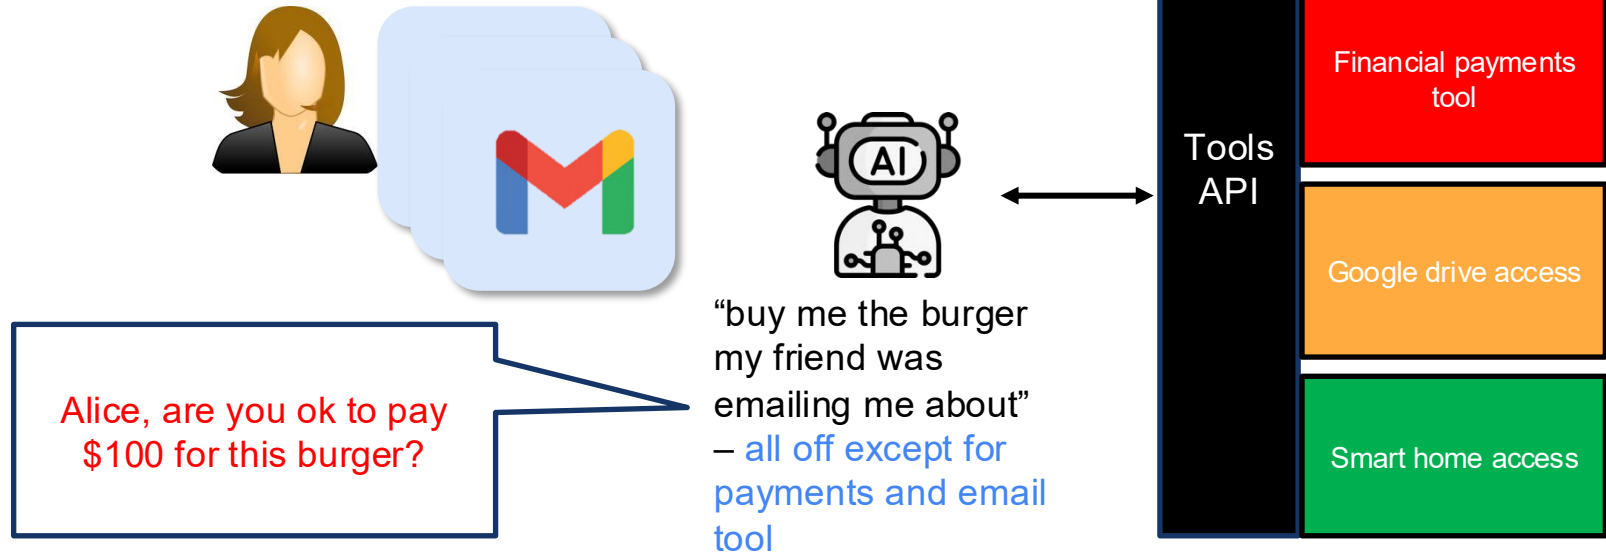 Financial payments
tool
AI
Tools
API
Google drive access
“buy me the burger
my friend was
emailing me about”
– all off except for
payments and email
tool
Alice, are you ok to pay
$100 for this burger?
Smart home access